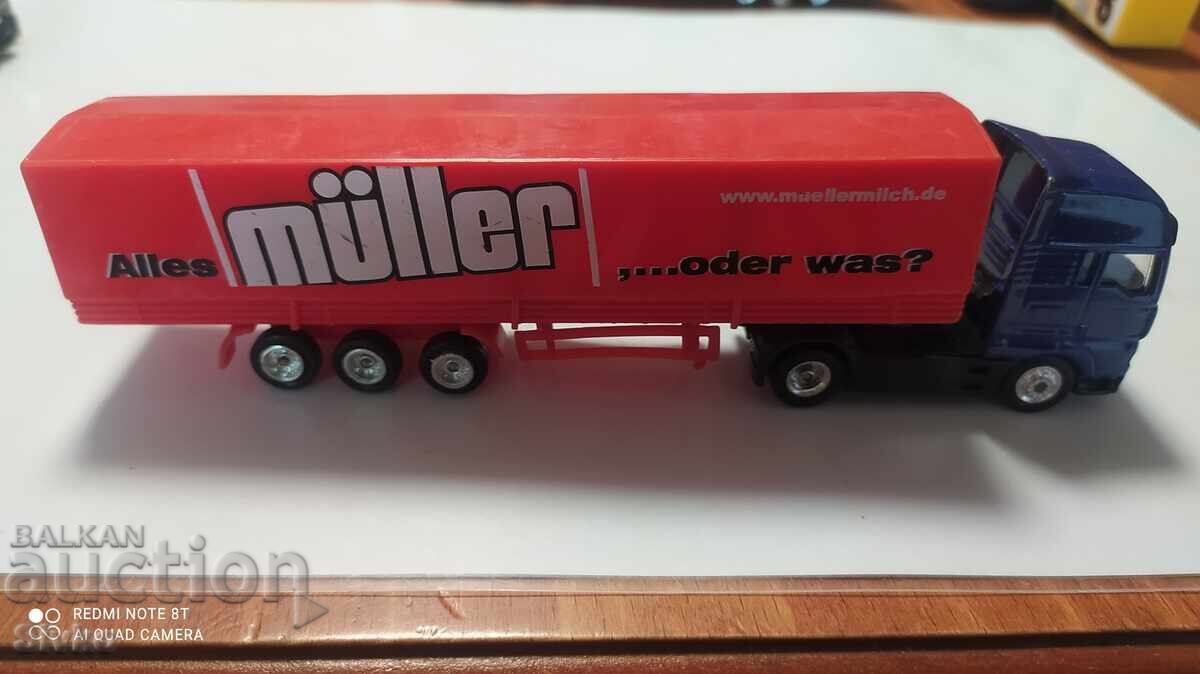 www.muellermilch.de
Alles müller ,....oder was?
BALKAN
auction
REDMI NOTE 8T
AI QUAD CAMERA